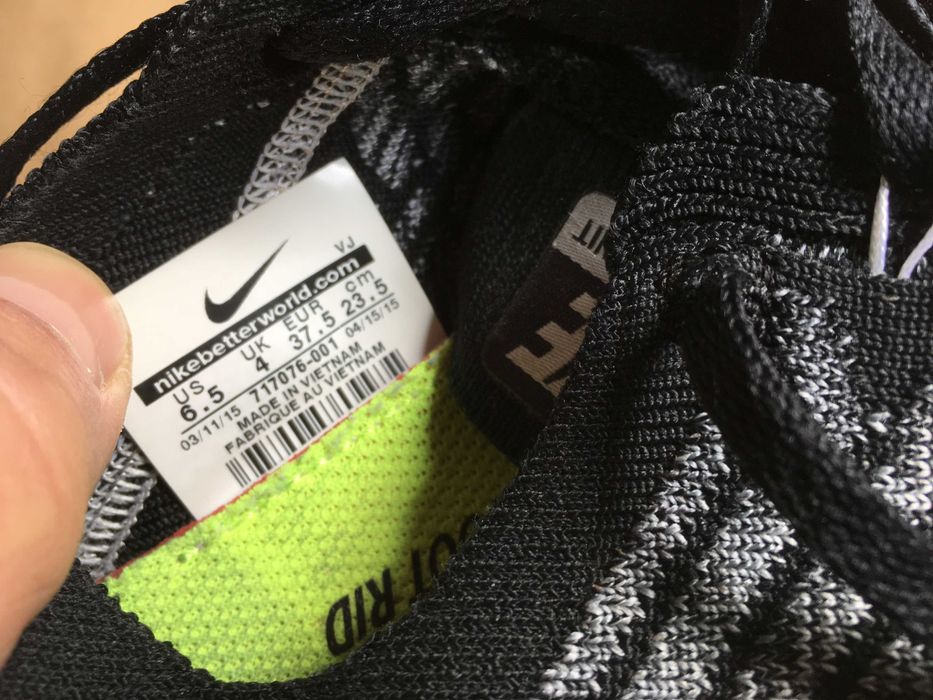 VJ
nikebetterworld.com
US UK EUR cm
6.5 4 37.5 23.5
03/11/15 717076-001 04/15/15
MADE IN VIETNAM
FABRIQUE AU VIETNAM
RID